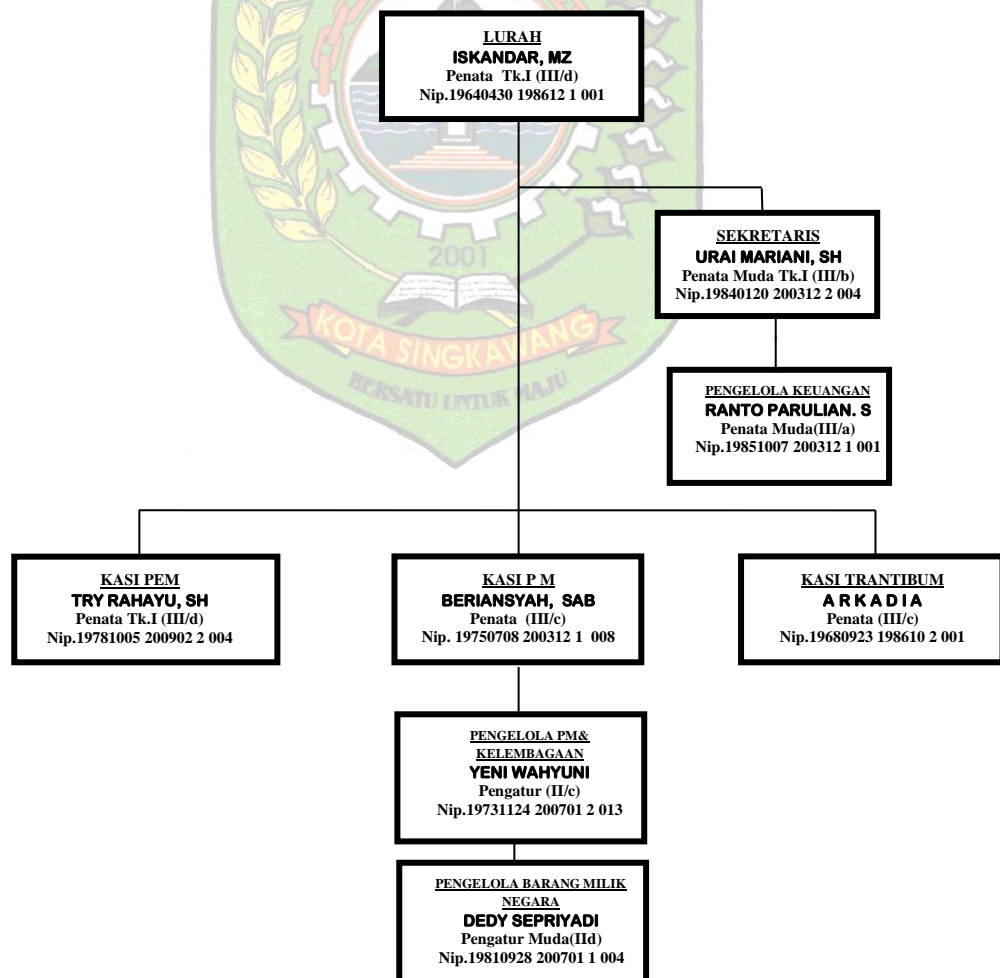 LURAH
ISKANDAR, MZ
Penata Tk.I (III/d)
Nip.19640430 198612 1 001
SEKRETARIS
URAI MARIANI, SH
Penata Muda Tk.I (III/b)
Nip.19840120 200312 2 004
2001
KOTA SINGKAWANG
BERSATU UNTUK MAJU
PENGELOLA KEUANGAN
RANTO PARULIAN. S
Penata Muda(III/a)
Nip.19851007 200312 1 001
KASI PEM
TRY RAHAYU, SH
Penata Tk.I (III/d)
Nip.19781005 200902 2 004
KASI P M
BERIANSYAH, SAB
Penata (III/c)
Nip. 19750708 200312 1 008
KASI TRANTIBUM
A R K A D I A
Penata (III/c)
Nip.19680923 198610 2 001
PENGELOLA PM&
KELEMBAGAAN
YENI WAHYUNI
Pengatur (II/c)
Nip.19731124 200701 2 013
PENGELOLA BARANG MILIK
NEGARA
DEDY SEPRIYADI
Pengatur Muda(IId)
Nip.19810928 200701 1 004